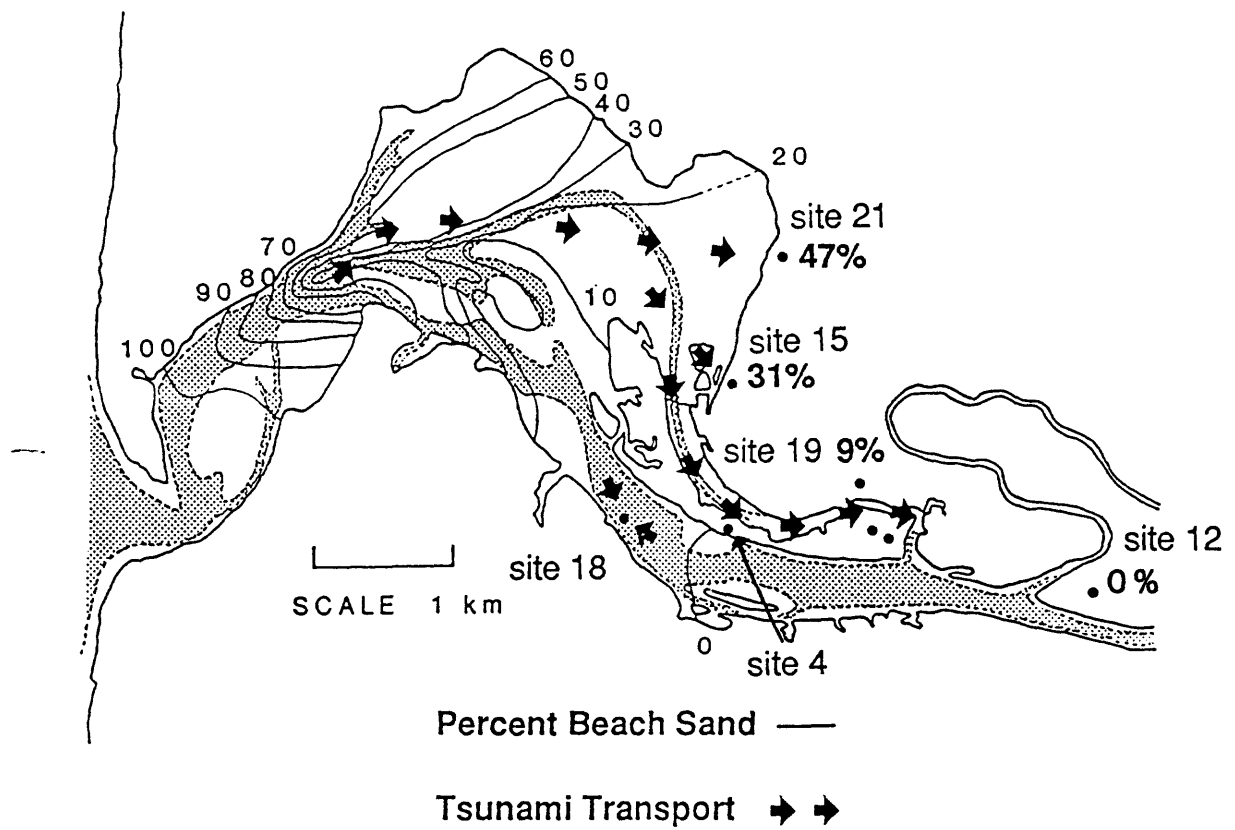 60
50
40
30
20
site 21
47%
70
80
90
100
10
site 15
31%
site 19 9%
site 12
0 %
site 18
SCALE 1 km
0
site 4
Percent Beach Sand
Tsunami Transport